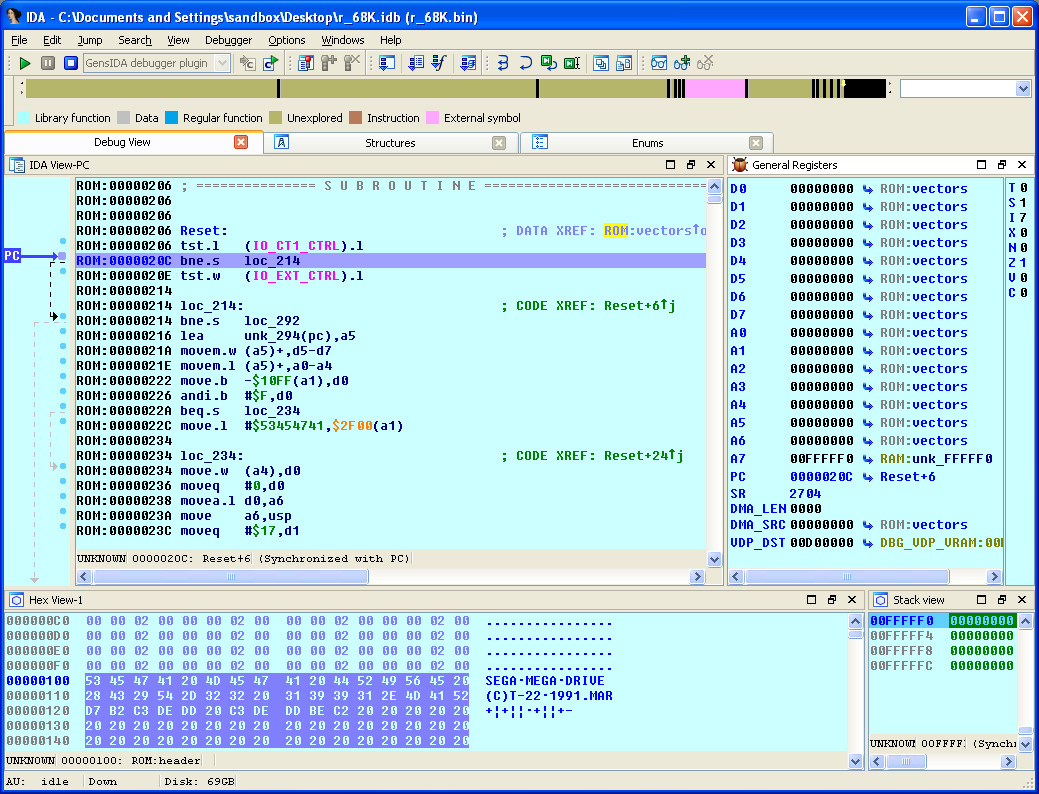 IDA - C:\Documents and Settings\sandbox\Desktop\r_68K.idb (r_68K.bin)
File Edit Jump Search View Debugger Options Windows Help
GensIDA debugger plugin
Library function Data Regular function Unexplored Instruction External symbol
Debug View Structures Enums
IDA View-PC
ROM:00000206 ; =============== S U B R O U T I N E ============================
ROM:00000206
ROM:00000206
ROM:00000206 Reset: ; DATA XREF: ROM:vectors↑o
ROM:00000206 tst.l (IO_CT1_CTRL).l
PC
ROM:0000020C bne.s loc_214
ROM:0000020E tst.w (IO_EXT_CTRL).l
ROM:00000214
ROM:00000214 loc_214: ; CODE XREF: Reset+6↑j
ROM:00000214 bne.s loc_292
ROM:00000216 lea unk_294(pc),a5
ROM:0000021A movem.w (a5)+,d5-d7
ROM:0000021E movem.l (a5)+,a0-a4
ROM:00000222 move.b -$10FF(a1),d0
ROM:00000226 andi.b #$F,d0
ROM:0000022A beq.s loc_234
ROM:0000022C move.l #$53454741,$2F00(a1)
ROM:00000234
ROM:00000234 loc_234: ; CODE XREF: Reset+24↑j
ROM:00000234 move.w (a4),d0
ROM:00000236 moveq #0,d0
ROM:00000238 movea.l d0,a6
ROM:0000023A move a6,usp
ROM:0000023C moveq #$17,d1
UNKNOWN 0000020C: Reset+6 (Synchronized with PC)
General Registers
D0 00000000 ROM:vectors
D1 00000000 ROM:vectors
D2 00000000 ROM:vectors
D3 00000000 ROM:vectors
D4 00000000 ROM:vectors
D5 00000000 ROM:vectors
D6 00000000 ROM:vectors
D7 00000000 ROM:vectors
A0 00000000 ROM:vectors
A1 00000000 ROM:vectors
A2 00000000 ROM:vectors
A3 00000000 ROM:vectors
A4 00000000 ROM:vectors
A5 00000000 ROM:vectors
A6 00000000 ROM:vectors
A7 00FFFFF0 RAM:unk_FFFFF0
PC 0000020C Reset+6
SR 2704
DMA_LEN 0000
DMA_SRC 00000000 ROM:vectors
VDP_DST 00D00000 DBG_VDP_VRAM:00
T 0
S 1
I 7
X 0
N 0
Z 1
V 0
C 0
Hex View-1
000000C0 00 00 02 00 00 00 02 00 00 00 02 00 00 00 02 00 ................
000000D0 00 00 02 00 00 00 02 00 00 00 02 00 00 00 02 00 ................
000000E0 00 00 02 00 00 00 02 00 00 00 02 00 00 00 02 00 ................
000000F0 00 00 02 00 00 00 02 00 00 00 02 00 00 00 02 00 ................
00000100 53 45 47 41 20 4D 45 47 41 20 44 52 49 56 45 20 SEGA·MEGA·DRIVE
00000110 28 43 29 54 2D 32 32 20 31 39 39 31 2E 4D 41 52 (C)T-22·1991.MAR
00000120 D7 B2 C3 DE DD 20 C3 DE DD BE C2 20 20 20 20 20 +¦+¦¦·+¦¦+-
00000130 20 20 20 20 20 20 20 20 20 20 20 20 20 20 20 20
00000140 20 20 20 20 20 20 20 20 20 20 20 20 20 20 20 20
UNKNOWN 00000100: ROM:header
Stack view
00FFFFF0 00000000
00FFFFF4 00000000
00FFFFF8 00000000
00FFFFFC 00000000
UNKNOWN 00FFFF (Synchr
AU: idle Down Disk: 69GB